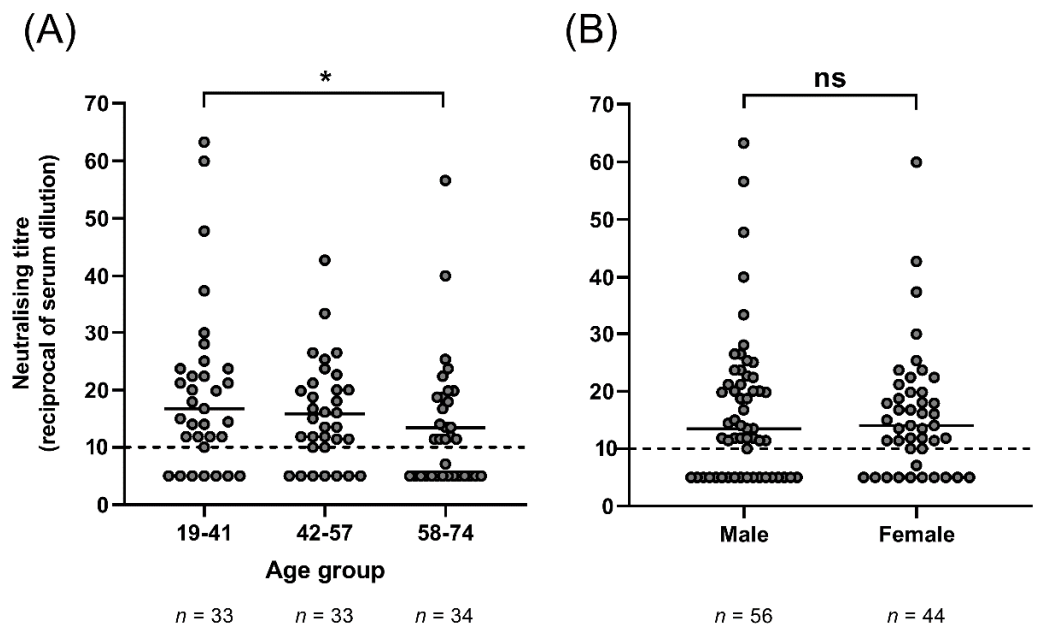 (A)
(B)
*
ns
Neutralising titre
(reciprocal of serum dilution)
70
60
50
40
30
20
10
0
19-41
42-57
58-74
Age group
n = 33
n = 33
n = 34
70
60
50
40
30
20
10
0
Male
Female
n = 56
n = 44